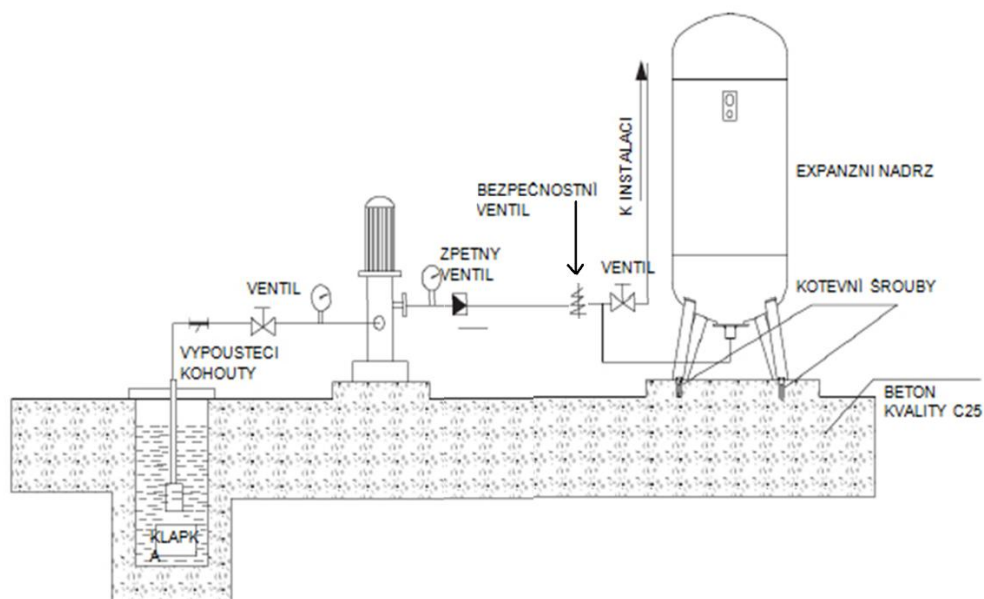 BEZPEČNOSTNÍ
VENTIL
K INSTALACI
EXPANZNI NADRZ
ZPETNY
VENTIL
VENTIL
VENTIL
KOTEVNÍ ŠROUBY
VYPOUSTECI
KOHOUTY
BETON
KVALITY C25
KLAPK
A